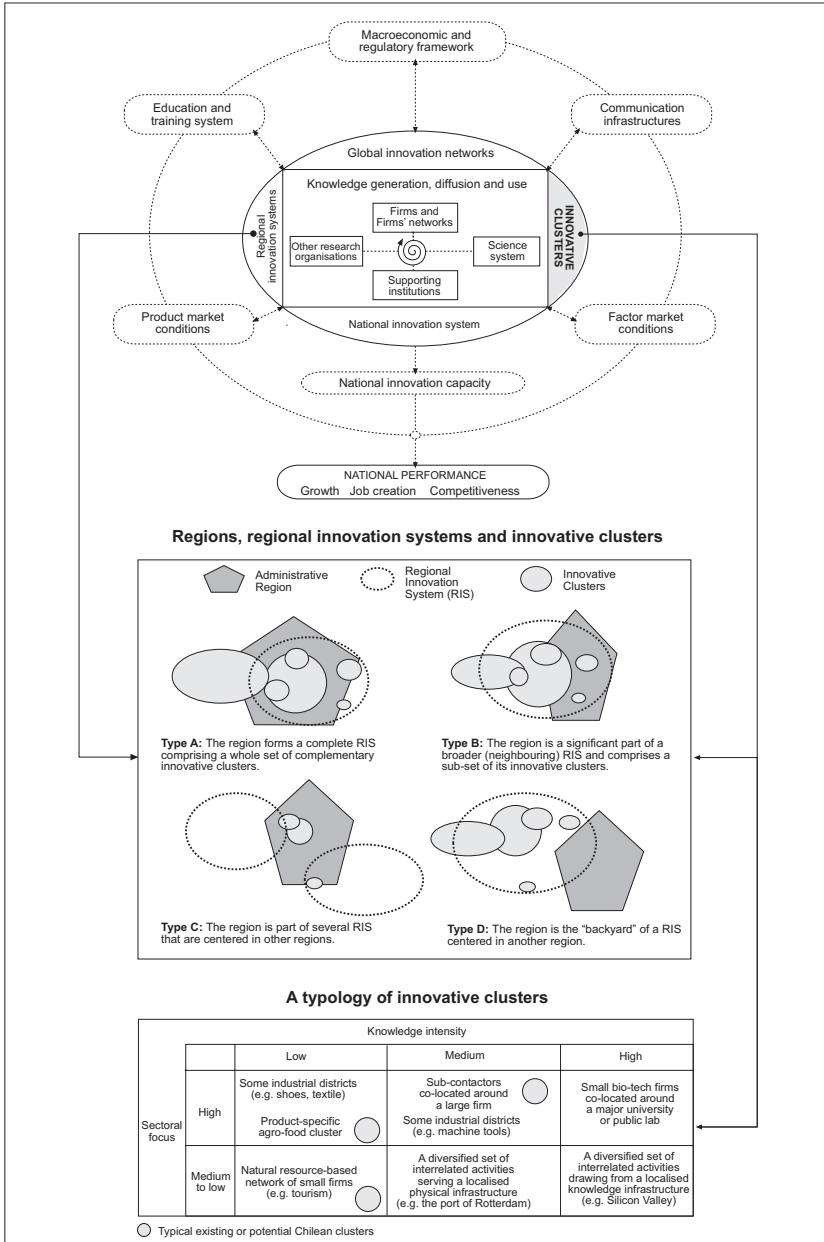 Macroeconomic and
regulatory framework
Education and
training system
Communication
infrastructures
Global innovation networks
Knowledge generation, diffusion and use
Regional
innovation systems
Firms and
Firms' networks
Other research
organisations
Science
system
Supporting
institutions
INNOVATIVE
CLUSTERS
Product market
conditions
National innovation system
Factor market
conditions
National innovation capacity
NATIONAL PERFORMANCE
Growth Job creation Competitiveness
Regions, regional innovation systems and innovative clusters
Administrative
Region
Regional
Innovation
System (RIS)
Innovative
Clusters
Type A: The region forms a complete RIS
comprising a whole set of complementary
innovative clusters.
Type B: The region is a significant part of a
broader (neighbouring) RIS and comprises a
sub-set of its innovative clusters.
Type C: The region is part of several RIS
that are centered in other regions.
Type D: The region is the "backyard" of a RIS
centered in another region.
A typology of innovative clusters
Knowledge intensity
Low
Medium
High
Sectoral
focus
High
Some industrial districts
(e.g. shoes, textile)
Product-specific
agro-food cluster
Sub-contactors
co-located around
a large firm
Some industrial districts
(e.g. machine tools)
Small bio-tech firms
co-located around
a major university
or public lab
Medium
to low
Natural resource-based
network of small firms
(e.g. tourism)
A diversified set of
interrelated activities
serving a localised
physical infrastructure
(e.g. the port of Rotterdam)
A diversified set of
interrelated activities
drawing from a localised
knowledge infrastructure
(e.g. Silicon Valley)
Typical existing or potential Chilean clusters